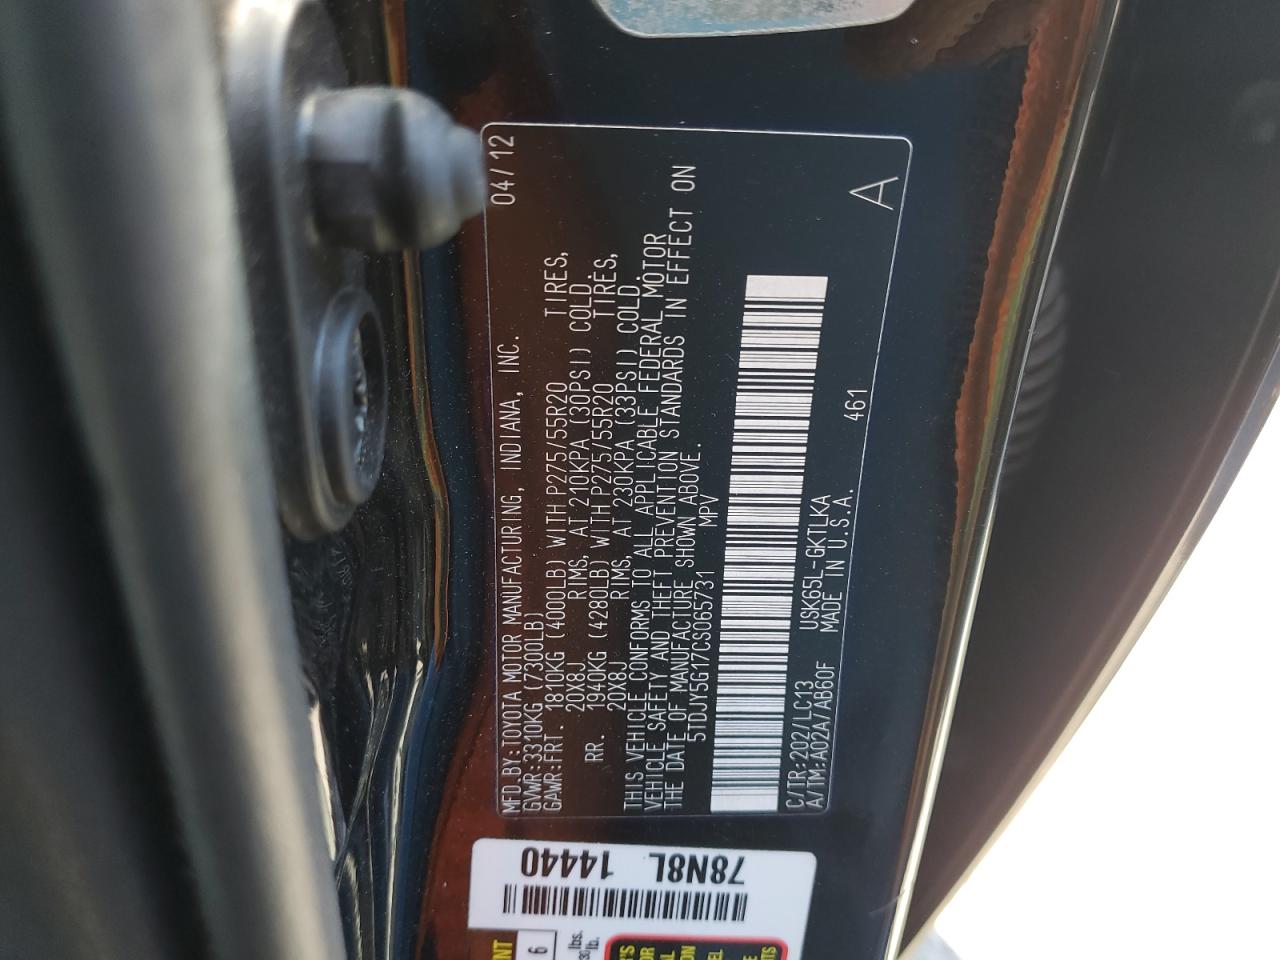 MFD.BY:TOYOTA MOTOR MANUFACTURING, INDIANA, INC. 04/12
GVWR:3310KG (7300LB)
GAWR:FRT. 1810KG (4000LB) WITH P275/55R20 TIRES,
20X8J RIMS, AT 210KPA (30PSI) COLD.
RR. 1940KG (4280LB) WITH P275/55R20 TIRES,
20X8J RIMS, AT 230KPA (33PSI) COLD.
THIS VEHICLE CONFORMS TO ALL APPLICABLE FEDERAL MOTOR
VEHICLE SAFETY AND THEFT PREVENTION STANDARDS IN EFFECT ON
THE DATE OF MANUFACTURE SHOWN ABOVE.
5TDJY5G17CS065731 MPV
C/TR:202/LC13 USK65L-GKTLKA 461 A
A/TM:A02A/AB60F MADE IN U.S.A.
78N8L
14440
6
lbs.
lb.